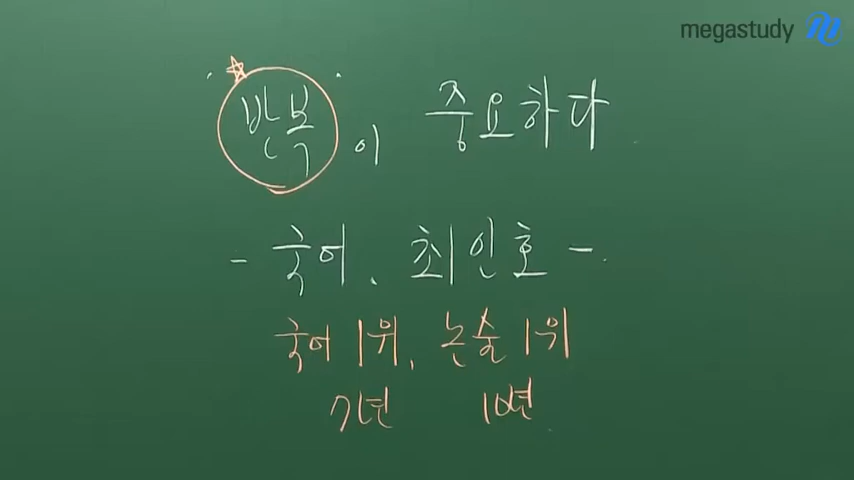 megastudy
반복이 중요하다
- 국어, 최인호 -
국어 1위, 논술 1위
7년 10년